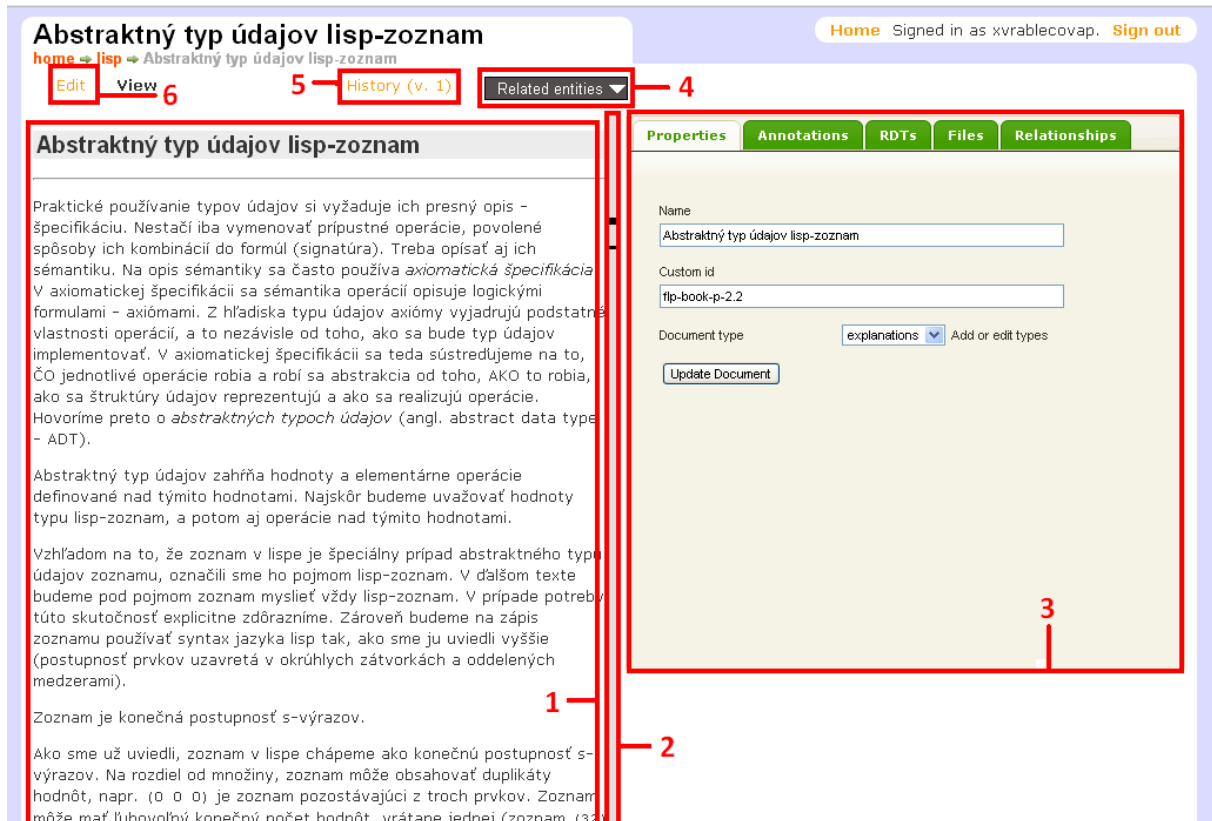 Abstraktný typ údajov lisp-zoznam
Home Signed in as xvrablecovap. Sign out
home ⇒ lisp ⇒ Abstraktný typ údajov lisp-zoznam
Edit View History (v. 1) Related entities
6
5
4
Abstraktný typ údajov lisp-zoznam
Praktické používanie typov údajov si vyžaduje ich presný opis –
špecifikáciu. Nestačí iba vymenovať prípustné operácie, povolené
spôsoby ich kombinácií do formúl (signatúra). Treba opísať aj ich
sémantiku. Na opis sémantiky sa často používa axiomatická špecifikácia
V axiomatickej špecifikácii sa sémantika operácií opisuje logickými
formulami – axiómami. Z hľadiska typu údajov axiómy vyjadrujú podstatné
vlastnosti operácií, a to nezávisle od toho, ako sa bude typ údajov
implementovať. V axiomatickej špecifikácii sa teda sústreďujeme na to,
ČO jednotlivé operácie robia a robí sa abstrakcia od toho, AKO to robia,
ako sa štruktúry údajov reprezentujú a ako sa realizujú operácie.
Hovoríme preto o abstraktných typoch údajov (angl. abstract data type
– ADT).
Abstraktný typ údajov zahŕňa hodnoty a elementárne operácie
definované nad týmito hodnotami. Najskôr budeme uvažovať hodnoty
typu lisp-zoznam, a potom aj operácie nad týmito hodnotami.
Vzhľadom na to, že zoznam v lispe je špeciálny prípad abstraktného typu
údajov zoznamu, označili sme ho pojmom lisp-zoznam. V ďalšom texte
budeme pod pojmom zoznam myslieť vždy lisp-zoznam. V prípade potreby
túto skutočnosť explicitne zdôrazníme. Zároveň budeme na zápis
zoznamu používať syntax jazyka lisp tak, ako sme ju uviedli vyššie
(postupnosť prvkov uzavretá v okrúhlych zátvorkách a oddelených
medzerami).
Zoznam je konečná postupnosť s-výrazov.
Ako sme už uviedli, zoznam v lispe chápeme ako konečnú postupnosť s-
výrazov. Na rozdiel od množiny, zoznam môže obsahovať duplikáty
hodnôt, napr. (0 0 0) je zoznam pozostávajúci z troch prvkov. Zoznam
môže mať ľubovoľný konečný počet hodnôt, vrátane jednej (zoznam (32)
1
2
Properties Annotations RDTs Files Relationships
Name
Abstraktný typ údajov lisp-zoznam
Custom id
flp-book-p-2.2
Document type explanations Add or edit types
Update Document
3